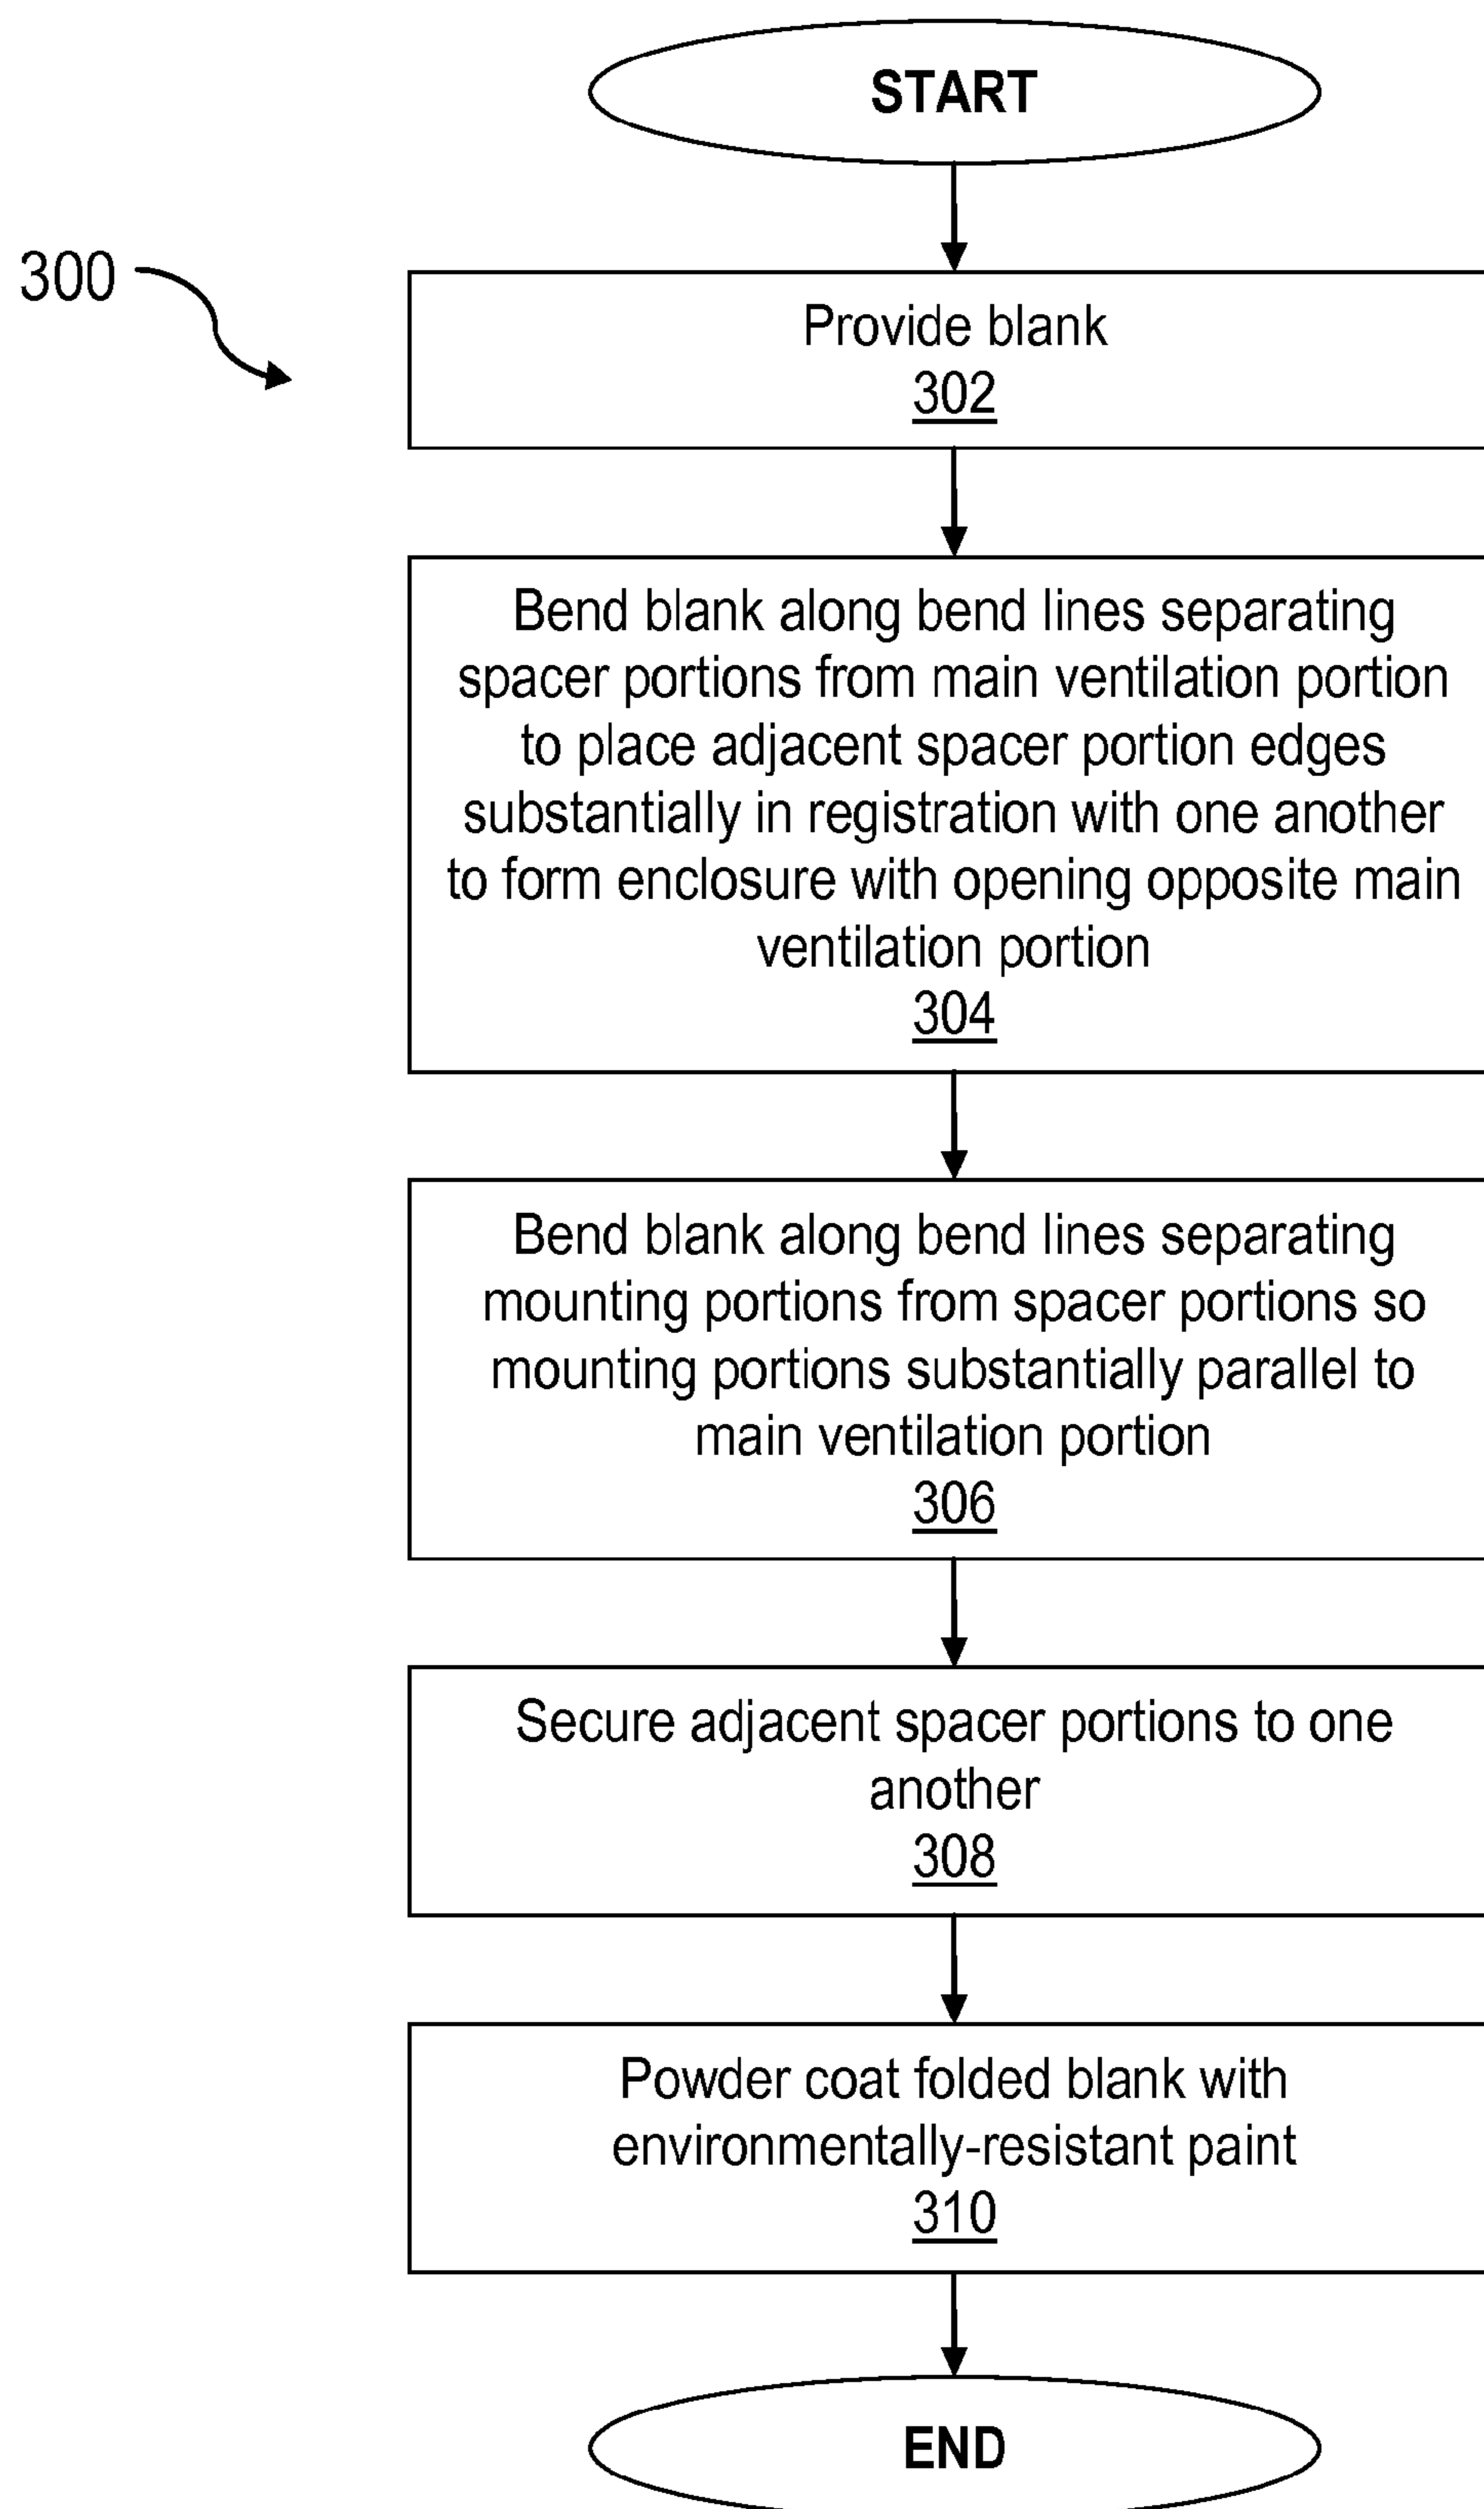 START
300
Provide blank
302
Bend blank along bend lines separating
spacer portions from main ventilation portion
to place adjacent spacer portion edges
substantially in registration with one another
to form enclosure with opening opposite main
ventilation portion
304
Bend blank along bend lines separating
mounting portions from spacer portions so
mounting portions substantially parallel to
main ventilation portion
306
Secure adjacent spacer portions to one
another
308
Powder coat folded blank with
environmentally-resistant paint
310
END